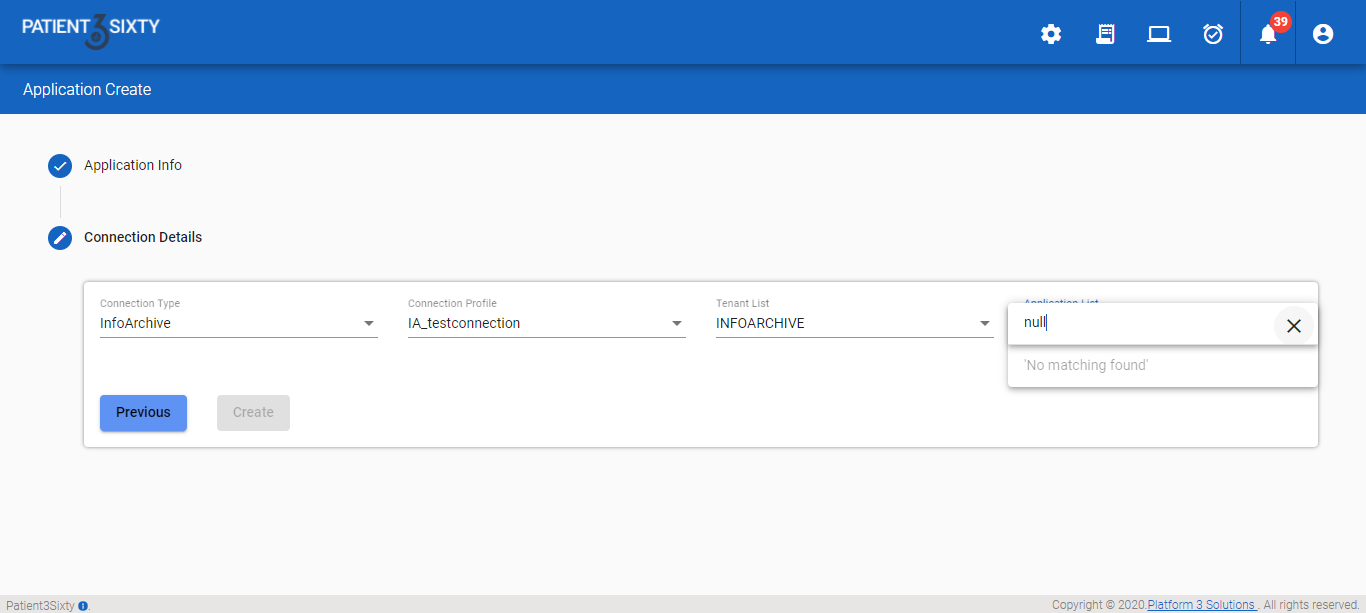 PATIENT3SIXTY
39
Application Create
Application Info
Connection Details
Connection Type
InfoArchive
Connection Profile
IA_testconnection
Tenant List
INFOARCHIVE
Application List
null
'No matching found'
Previous
Create
Patient3Sixty
Copyright © 2020.Platform 3 Solutions . All rights reserved.